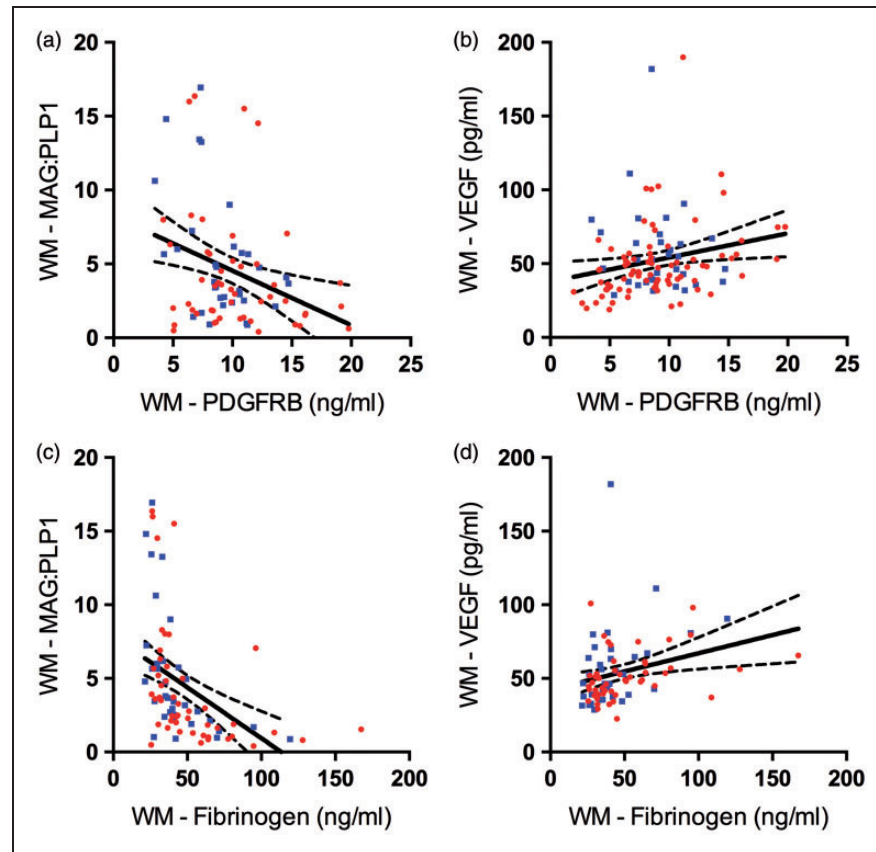 (a)
20
15
10
5
0
WM - MAG:PLP1
0 5 10 15 20 25
WM - PDGFRB (ng/ml)
(b)
200
150
100
50
0
WM - VEGF (pg/ml)
0 5 10 15 20 25
WM - PDGFRB (ng/ml)
(c)
20
15
10
5
0
WM - MAG:PLP1
0 50 100 150 200
WM - Fibrinogen (ng/ml)
(d)
200
150
100
50
0
WM - VEGF (pg/ml)
0 50 100 150 200
WM - Fibrinogen (ng/ml)